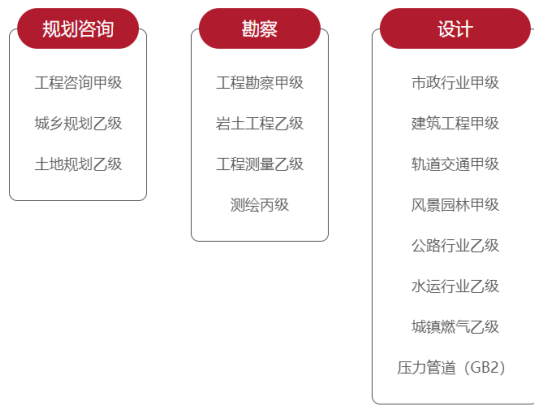 规划咨询
工程咨询甲级
城乡规划乙级
土地规划乙级
勘察
工程勘察甲级
岩土工程乙级
工程测量乙级
测绘丙级
设计
市政行业甲级
建筑工程甲级
轨道交通甲级
风景园林甲级
公路行业乙级
水运行业乙级
城镇燃气乙级
压力管道（GB2）